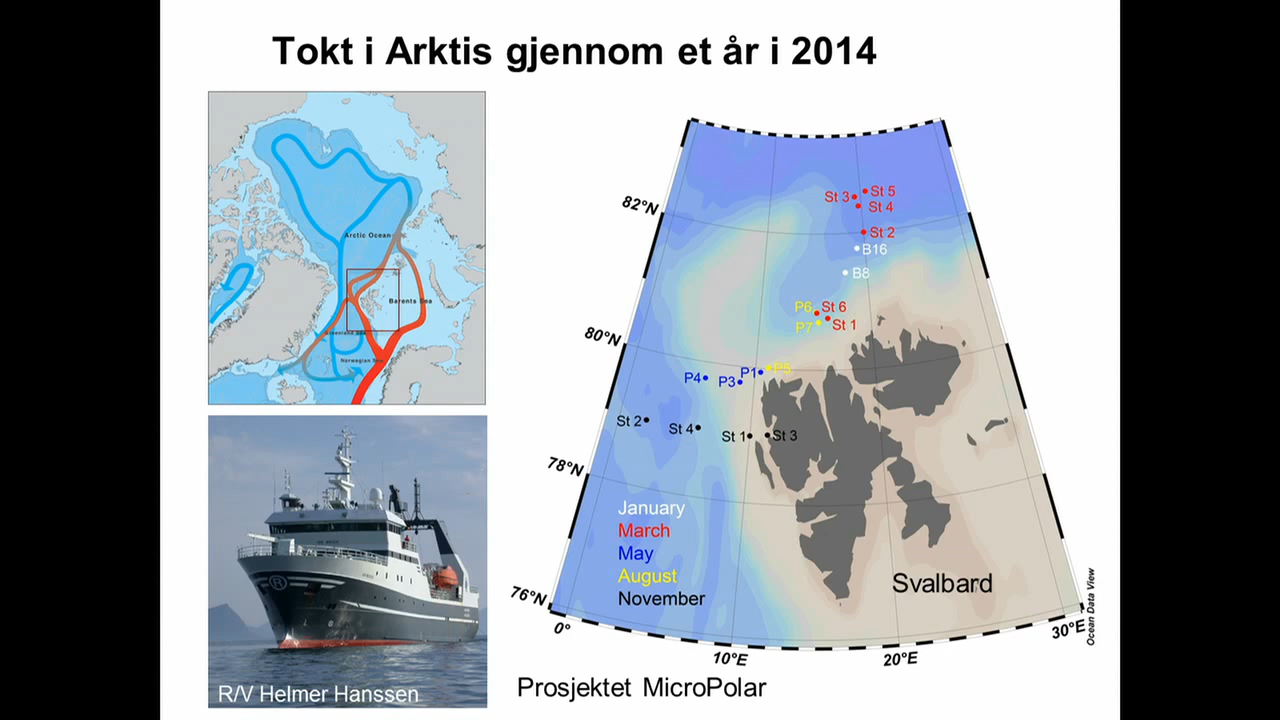 Tokt i Arktis gjennom et år i 2014
Arctic Ocean
Barents Sea
Greenland Sea
Norwegian Sea
R/V Helmer Hanssen
82°N
80°N
78°N
76°N
0°
10°E
20°E
30°E
St 5
St 3
St 4
St 2
B16
B8
P6
St 6
P7
St 1
P1
P5
P4
P3
St 2
St 4
St 1
St 3
January
March
May
August
November
Svalbard
Ocean Data View
Prosjektet MicroPolar